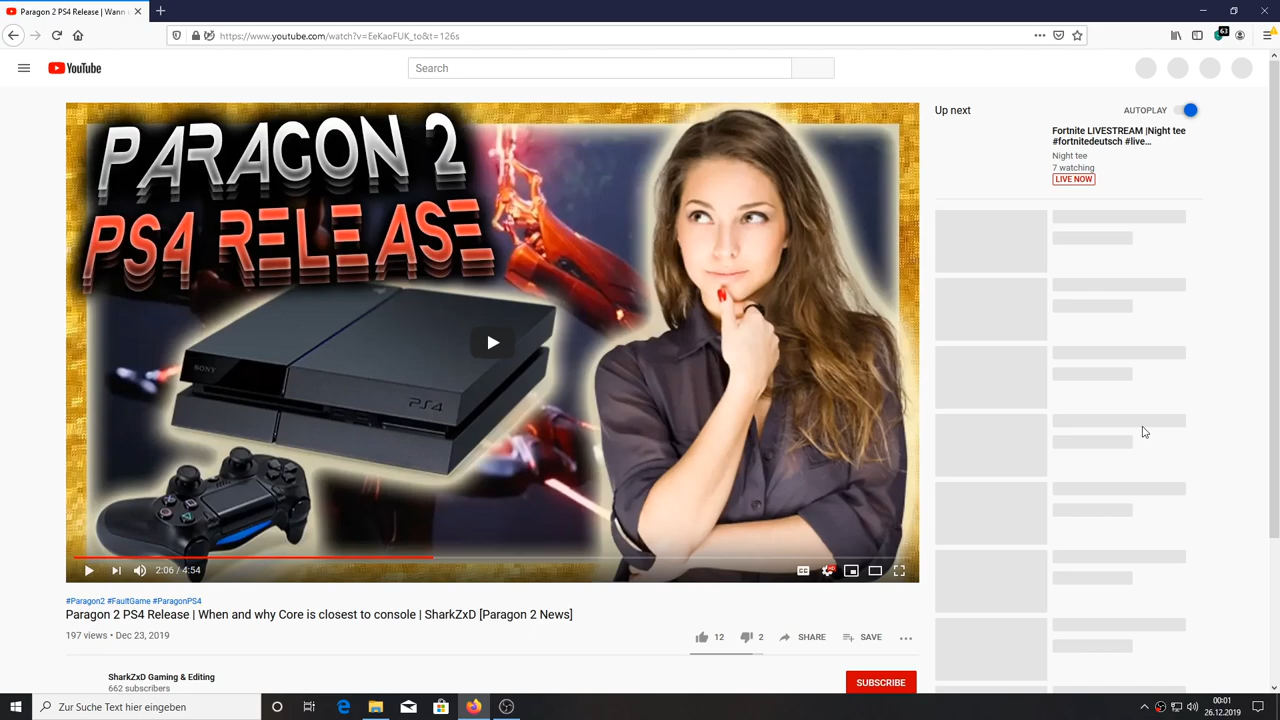 Paragon 2 PS4 Release | Wann
https://www.youtube.com/watch?v=EeKaoFUK_to&t=126s
63
YouTube
Search
PARAGON 2
PS4 RELEASE
SONY
PS4
2:06 / 4:54
CC
HD
#Paragon2 #FaultGame #ParagonPS4
Paragon 2 PS4 Release | When and why Core is closest to console | SharkZxD [Paragon 2 News]
197 views • Dec 23, 2019
12
2
SHARE
SAVE
SharkZxD Gaming & Editing
662 subscribers
SUBSCRIBE
Up next
AUTOPLAY
Fortnite LIVESTREAM |Night tee
#fortnitedeutsch #live...
Night tee
7 watching
LIVE NOW
Zur Suche Text hier eingeben
00:01
26.12.2019